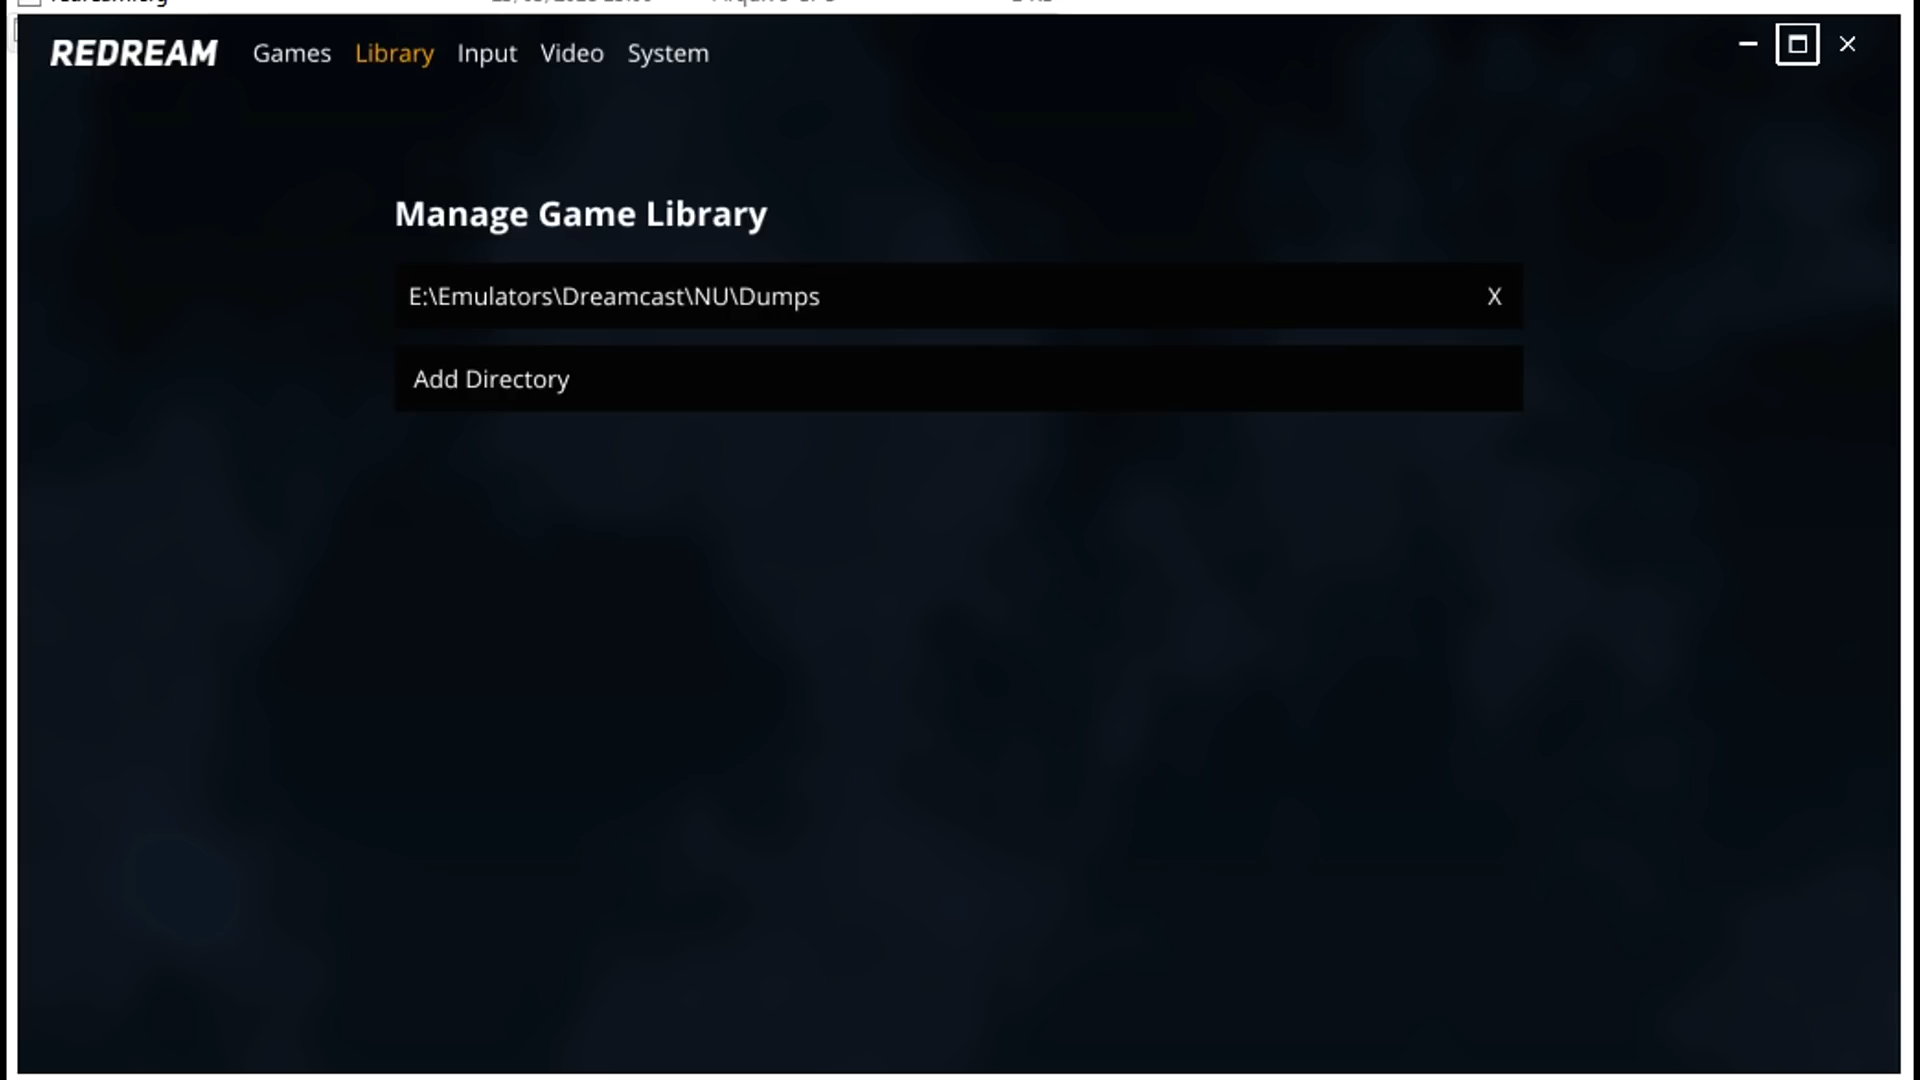 REDREAM Games Library Input Video System
Manage Game Library
E:\Emulators\Dreamcast\NU\Dumps X
Add Directory